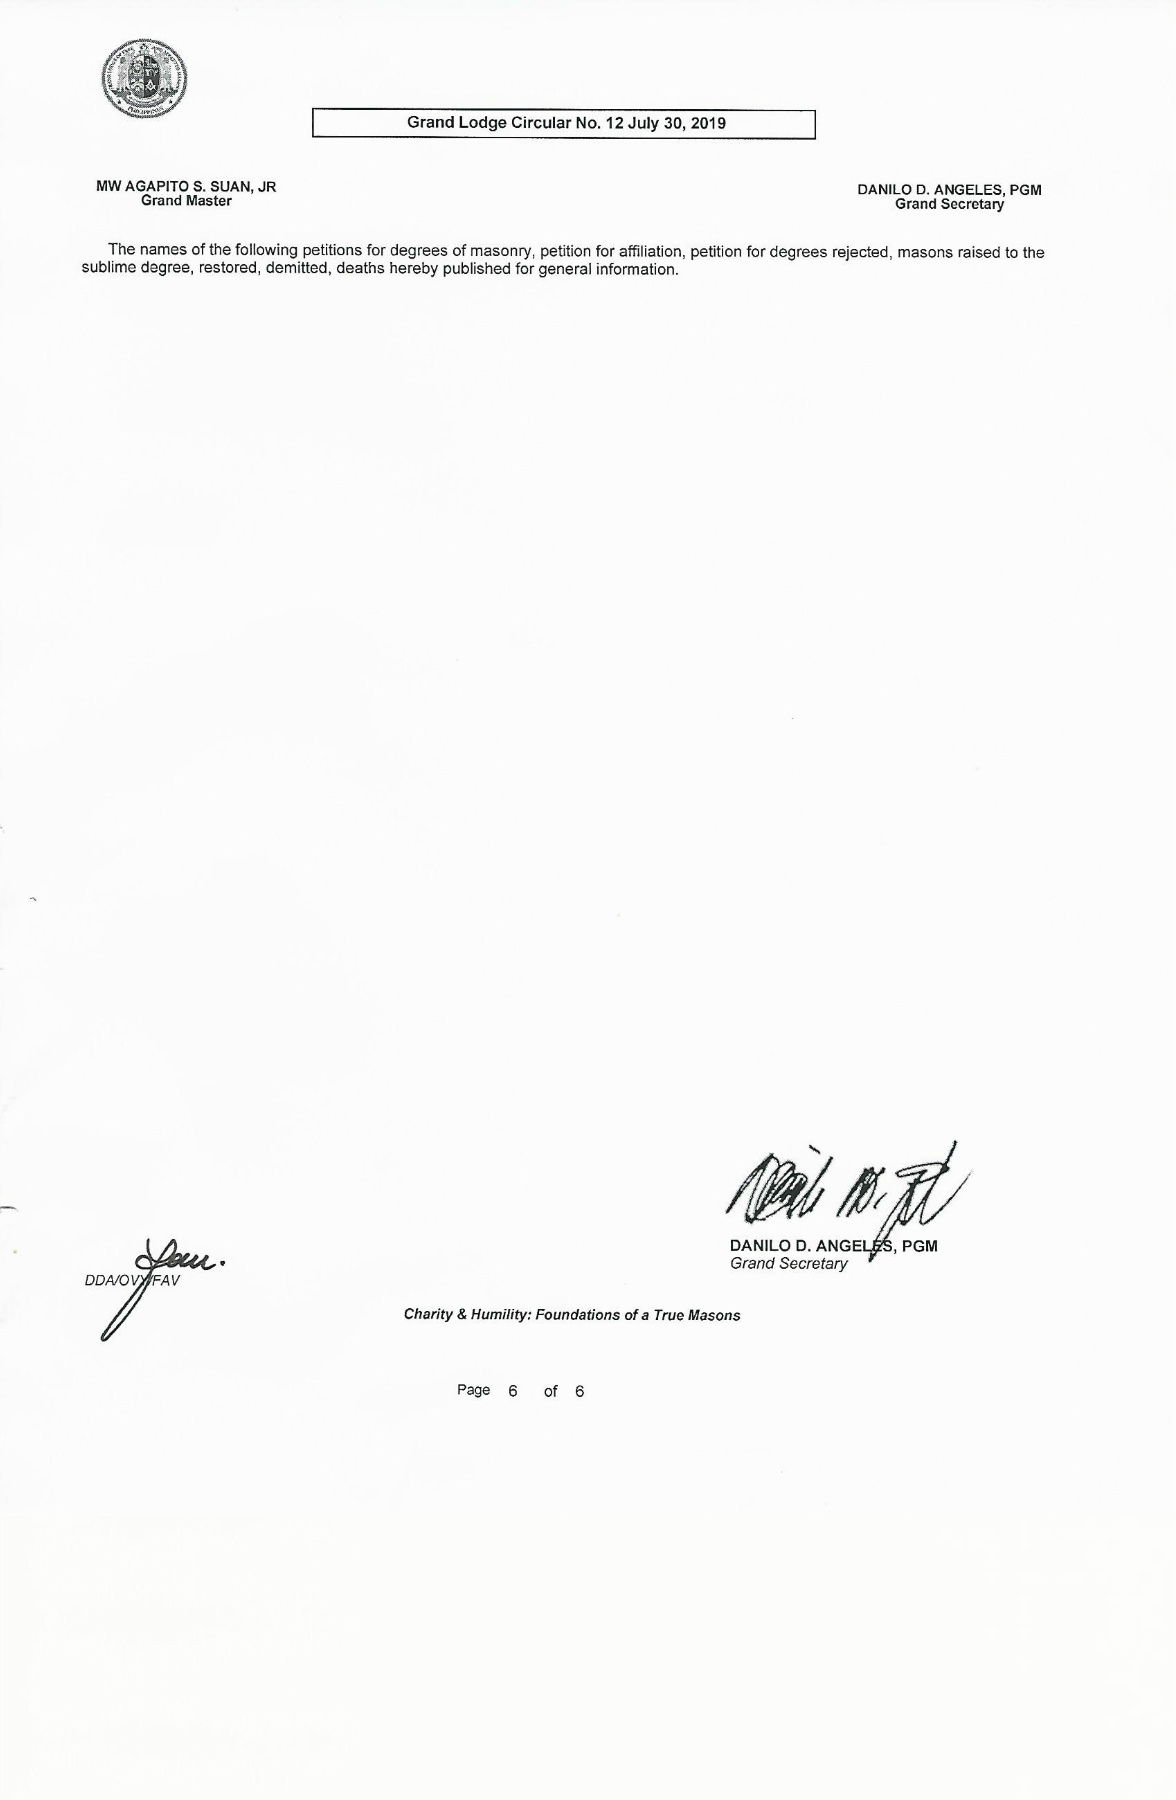 PHILIPPINES
Grand Lodge Circular No. 12 July 30, 2019
MW AGAPITO S. SUAN, JR
Grand Master
DANILO D. ANGELES, PGM
Grand Secretary
The names of the following petitions for degrees of masonry, petition for affiliation, petition for degrees rejected, masons raised to the
sublime degree, restored, demitted, deaths hereby published for general information.
DANILO D. ANGELES, PGM
Grand Secretary
Charity & Humility: Foundations of a True Masons
Page 6 of 6